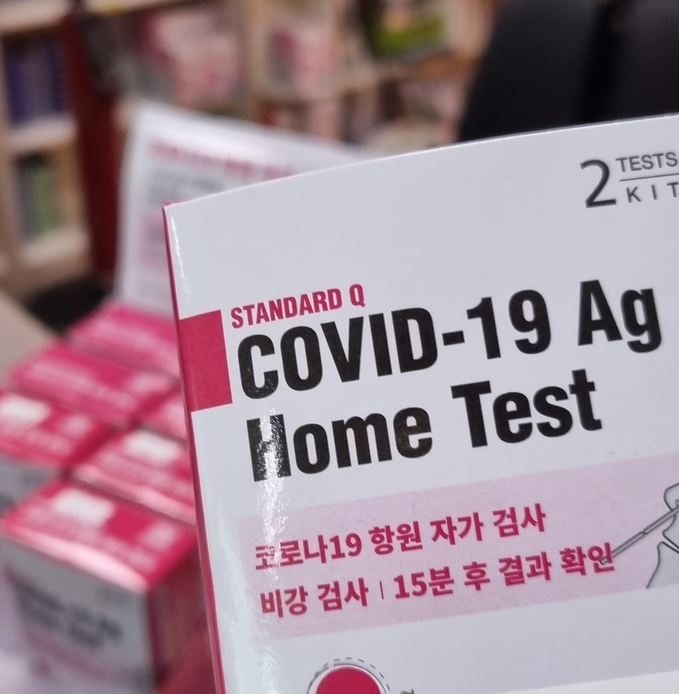 2 TESTS
KIT
STANDARD Q
COVID-19 Ag
Home Test
코로나19 항원 자가 검사
비강 검사 | 15분 후 결과 확인